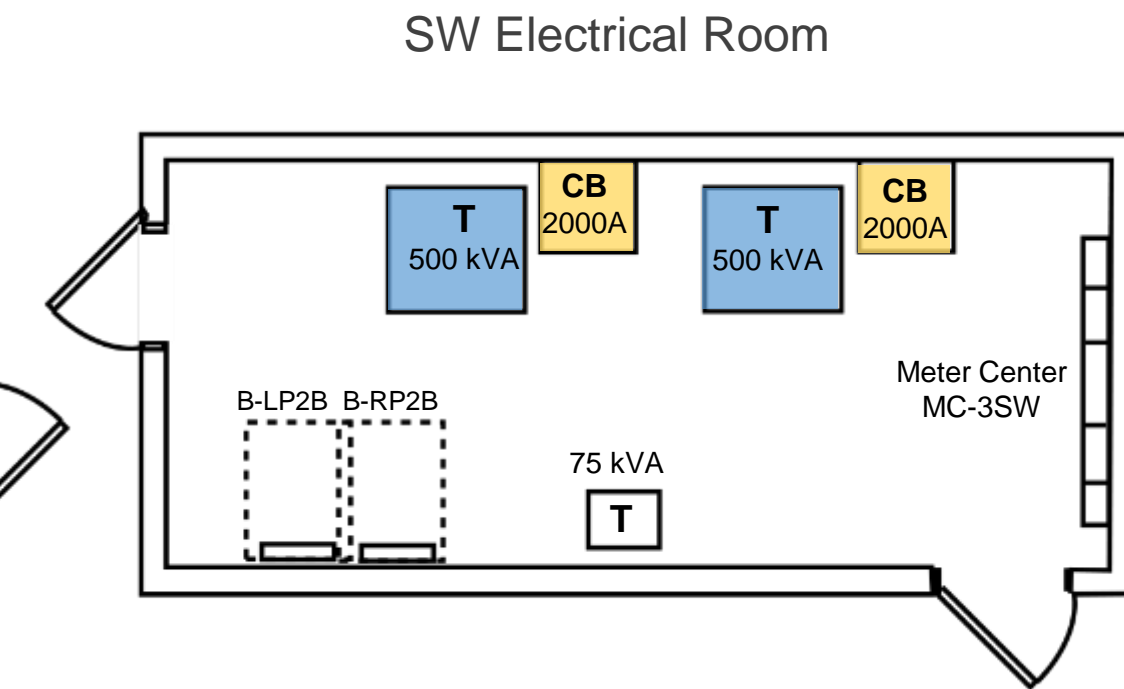 SW Electrical Room
T
500 kVA
CB
2000A
T
500 kVA
CB
2000A
Meter Center
MC-3SW
B-LP2B B-RP2B
75 kVA
T